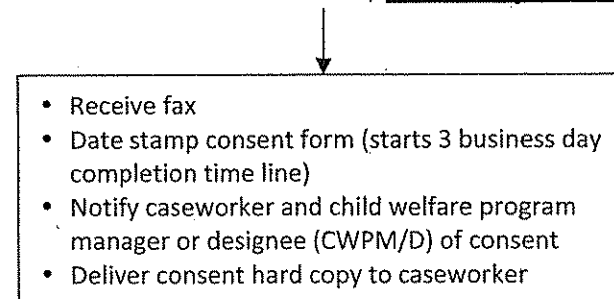 • Receive fax
• Date stamp consent form (starts 3 business day
completion time line)
• Notify caseworker and child welfare program
manager or designee (CWPM/D) of consent
• Deliver consent hard copy to caseworker